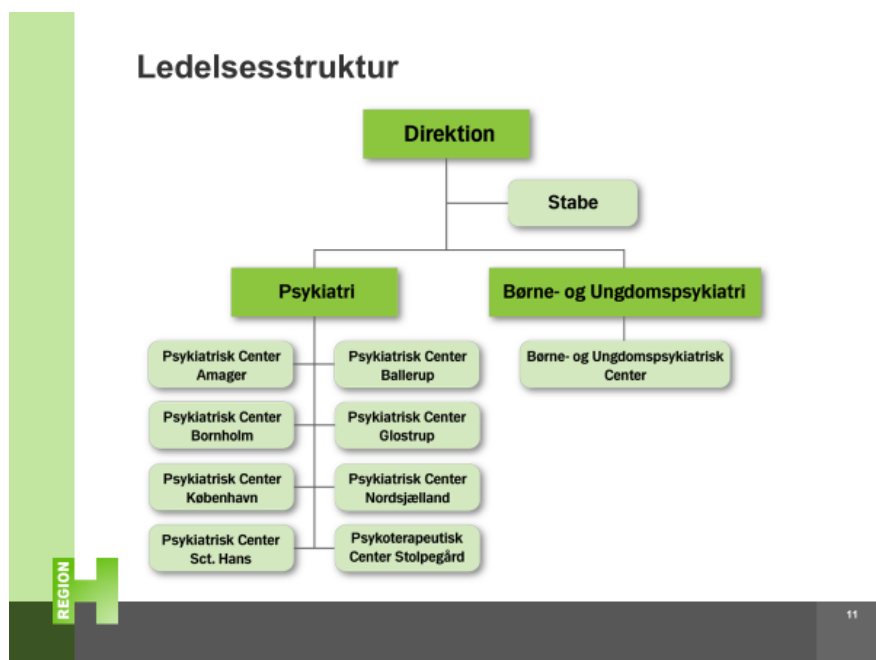 Ledelsesstruktur
Direktion
Stabe
Psykiatri
Børne- og Ungdomspsykiatri
Psykiatrisk Center
Amager
Psykiatrisk Center
Ballerup
Børne- og Ungdomspsykiatrisk
Center
Psykiatrisk Center
Bornholm
Psykiatrisk Center
Glostrup
Psykiatrisk Center
København
Psykiatrisk Center
Nordsjælland
Psykiatrisk Center
Sct. Hans
Psykoterapeutisk
Center Stolpegård
REGION
H
11